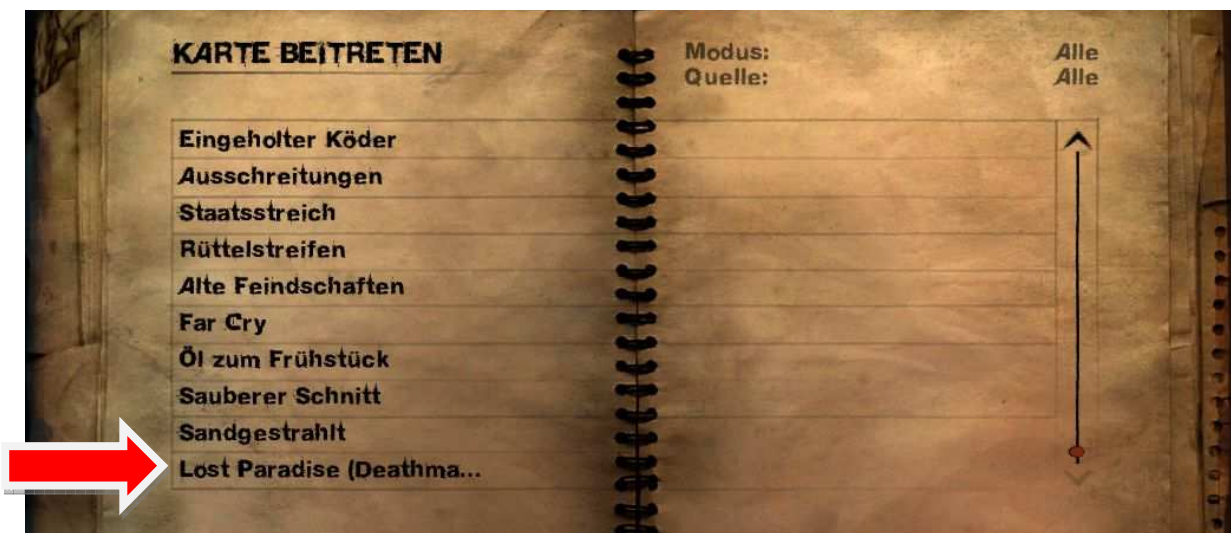 KARTE BEITRETEN
Modus: Alle
Quelle: Alle
Eingeholter Köder
Ausschreitungen
Staatsstreich
Rüttelstreifen
Alte Feindschaften
Far Cry
Öl zum Frühstück
Sauberer Schnitt
Sandgestrahlt
Lost Paradise (Deathma...